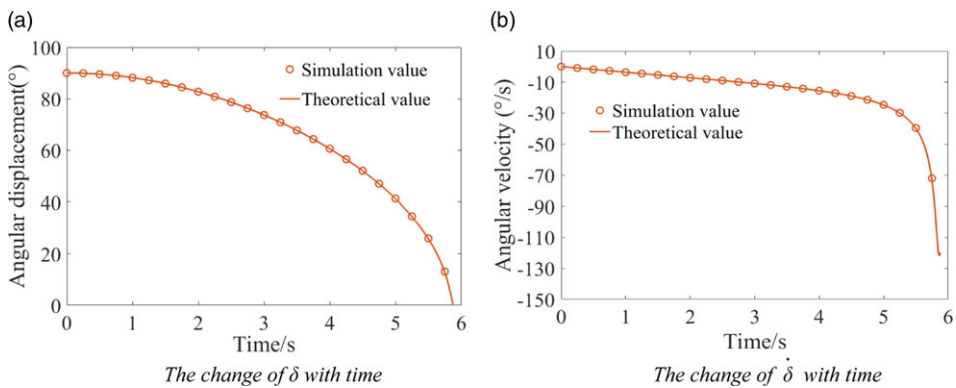 (a)
100
80
60
40
20
0
Angular displacement(°)
Simulation value
Theoretical value
0 1 2 3 4 5 6
Time/s
The change of δ with time
(b)
10
-10
-30
-50
-70
-90
-110
-130
-150
Angular velocity (°/s)
Simulation value
Theoretical value
0 1 2 3 4 5 6
Time/s
The change of δ̇ with time